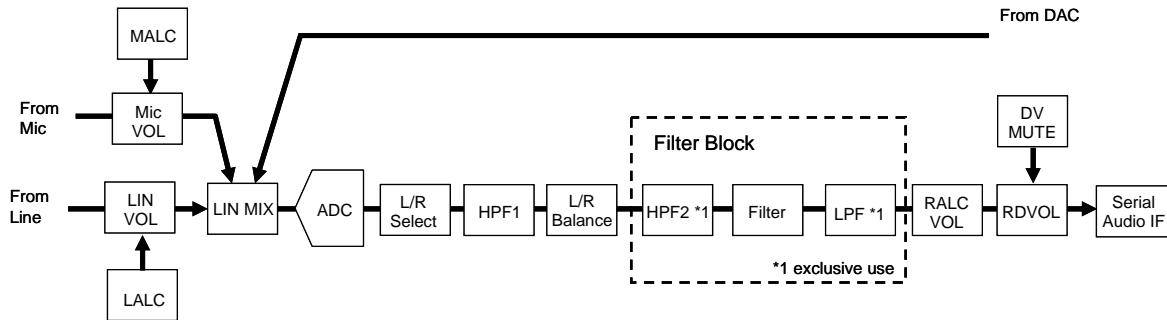 From DAC
MALC
From
Mic
Mic
VOL
DV
MUTE
Filter Block
From
Line
LIN
VOL
LIN MIX
ADC
L/R
Select
HPF1
L/R
Balance
HPF2 *1
Filter
LPF *1
RALC
VOL
RDVOL
Serial
Audio IF
*1 exclusive use
LALC